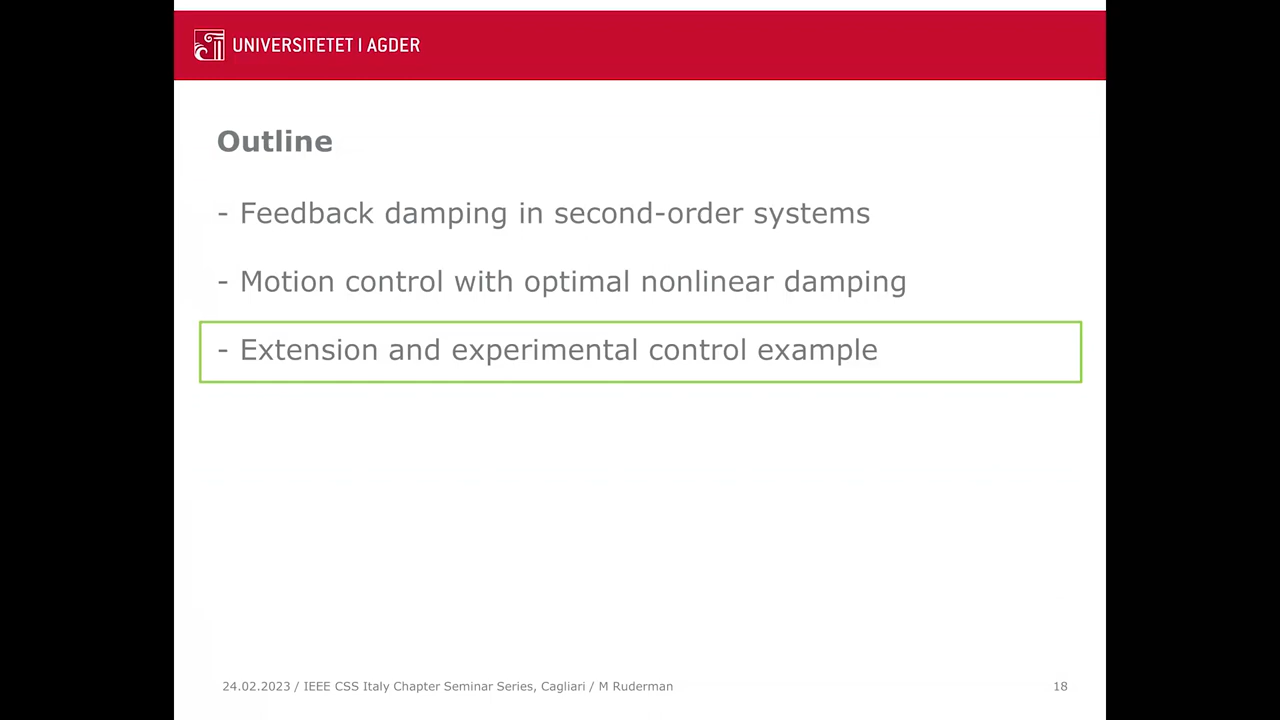 UNIVERSITETET I AGDER
Outline
- Feedback damping in second-order systems
- Motion control with optimal nonlinear damping
- Extension and experimental control example
24.02.2023 / IEEE CSS Italy Chapter Seminar Series, Cagliari / M Ruderman
18